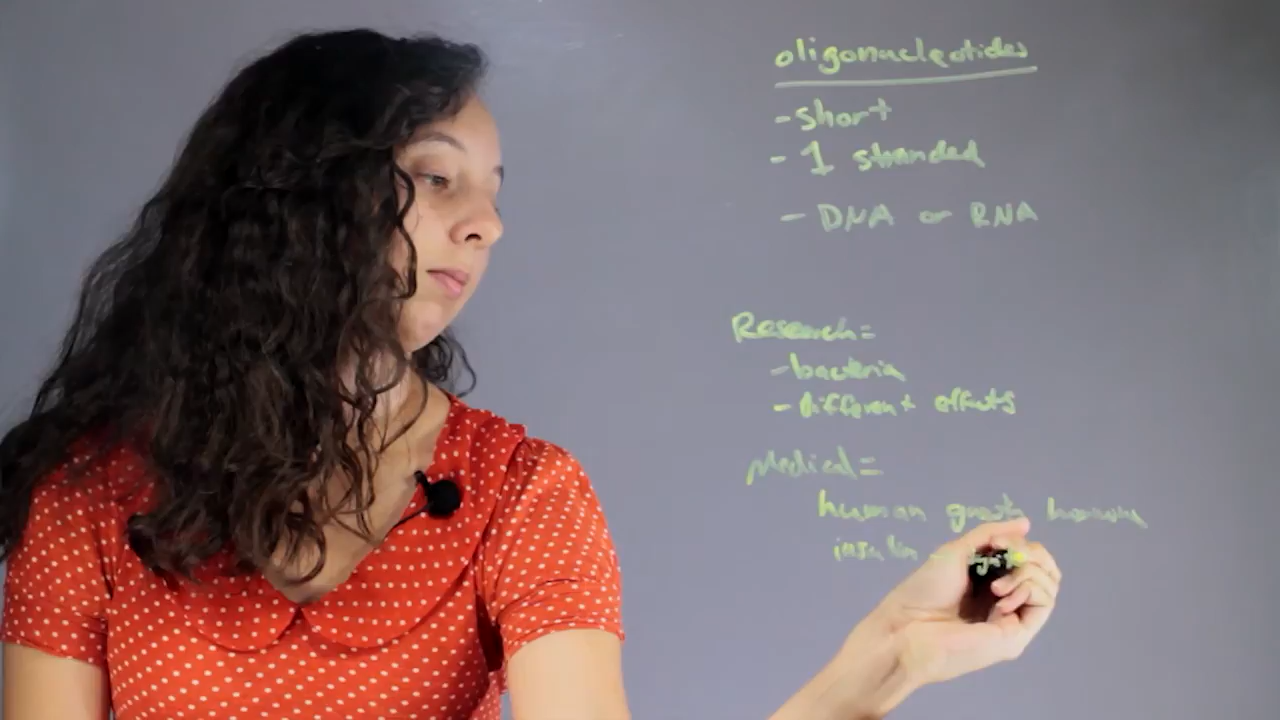 oligonucleotides
- short
- 1 stranded
- DNA or RNA
Research =
- bacteria
- different effects
Medical =
human growth hormone
insulin